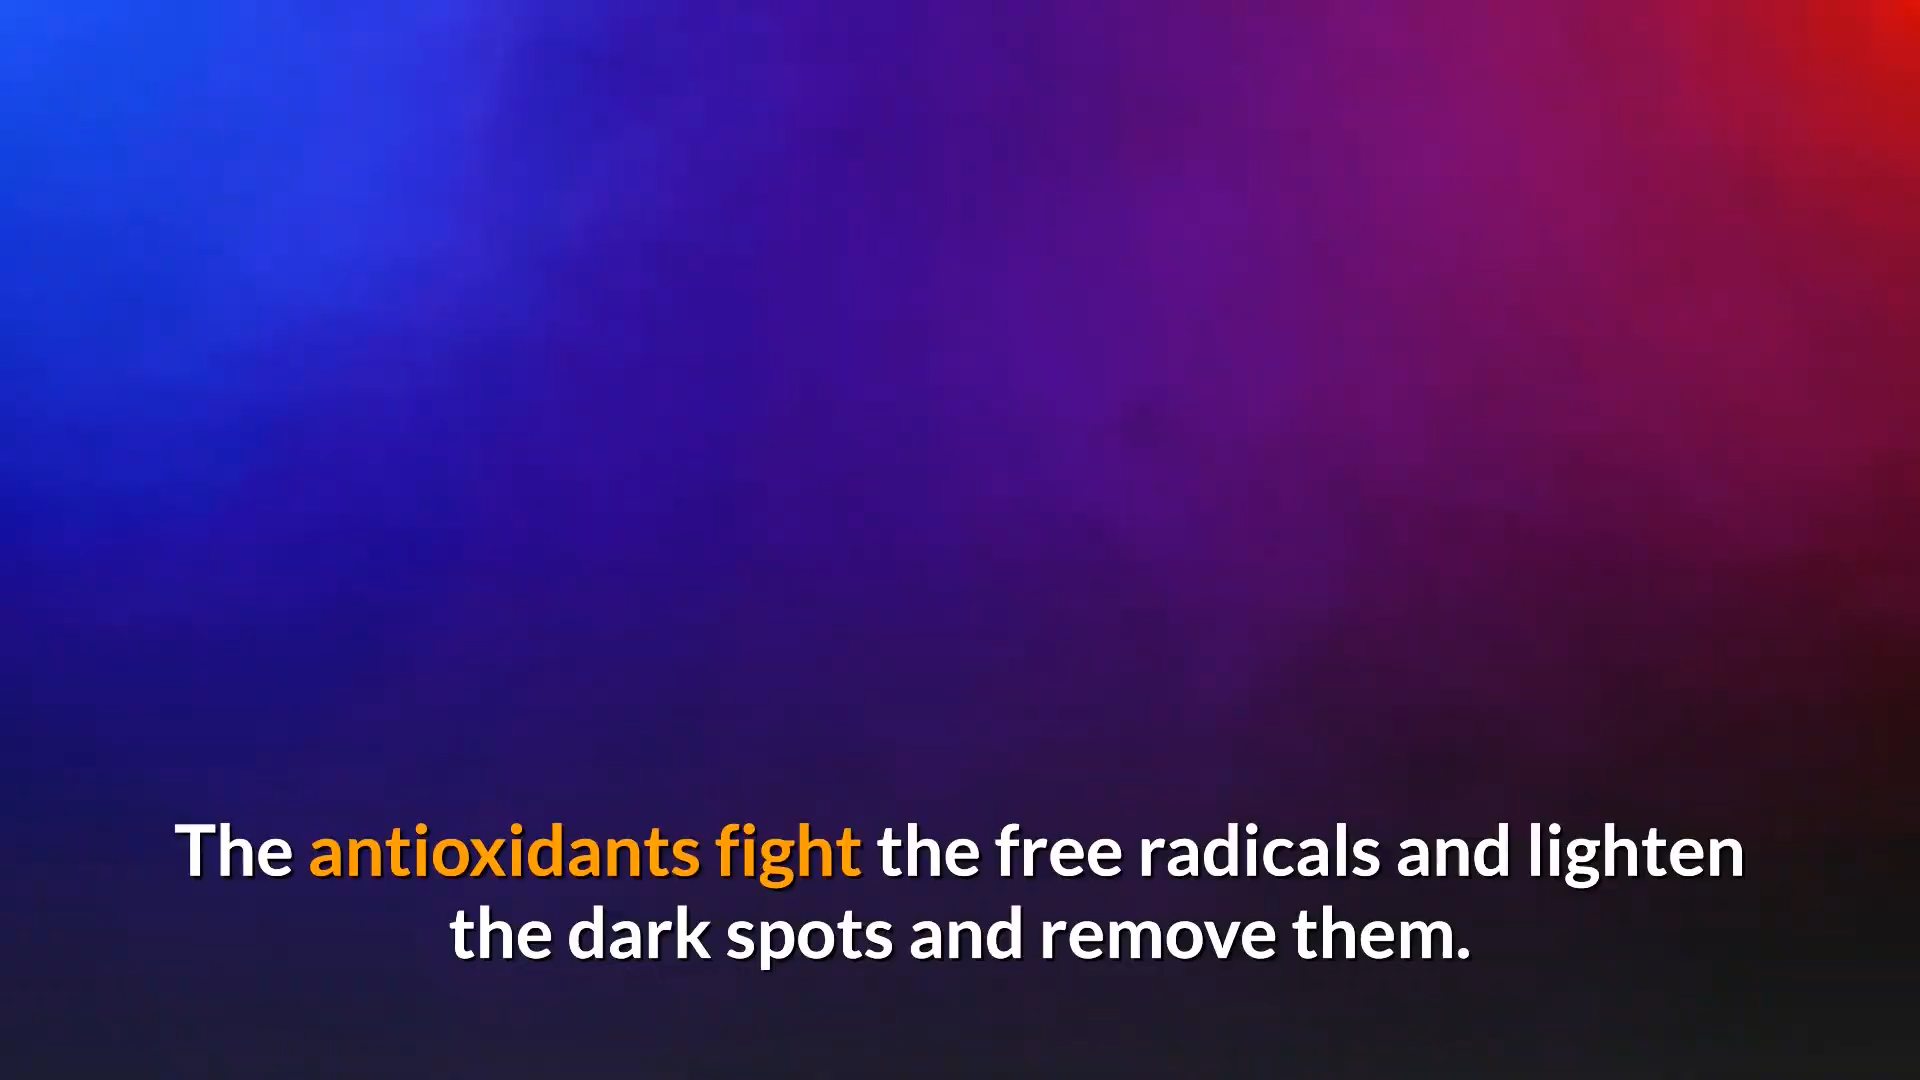 The antioxidants fight the free radicals and lighten
the dark spots and remove them.